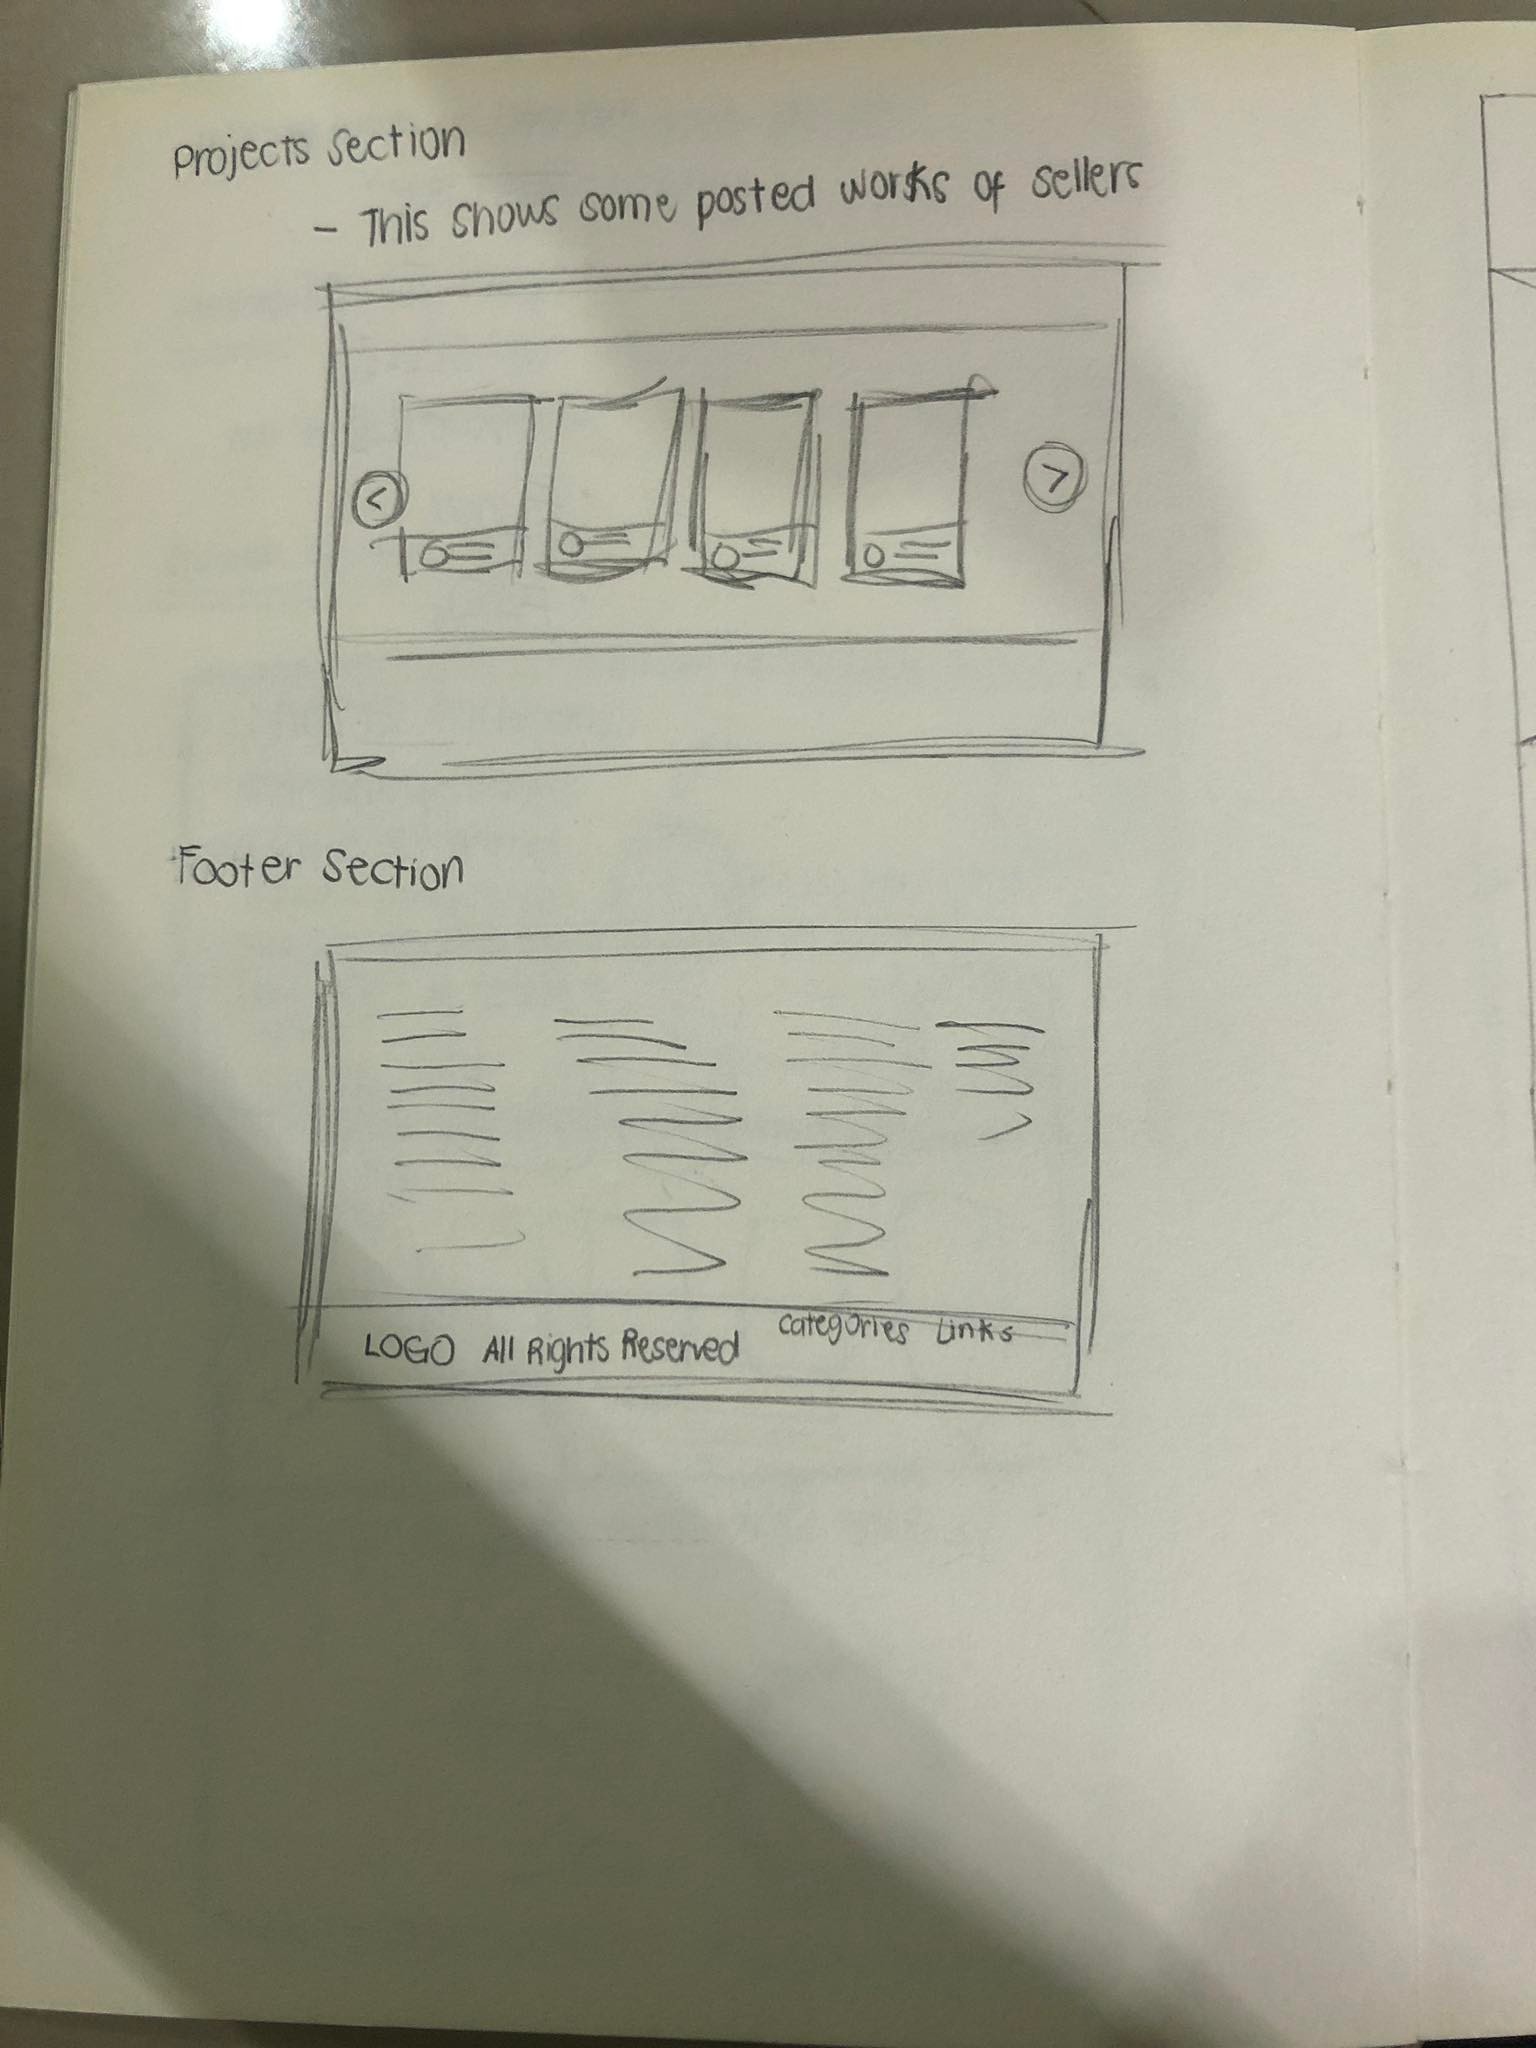 Projects Section
- This shows some posted works of sellers
<
>
Footer Section
LOGO All Rights Reserved Categories Links